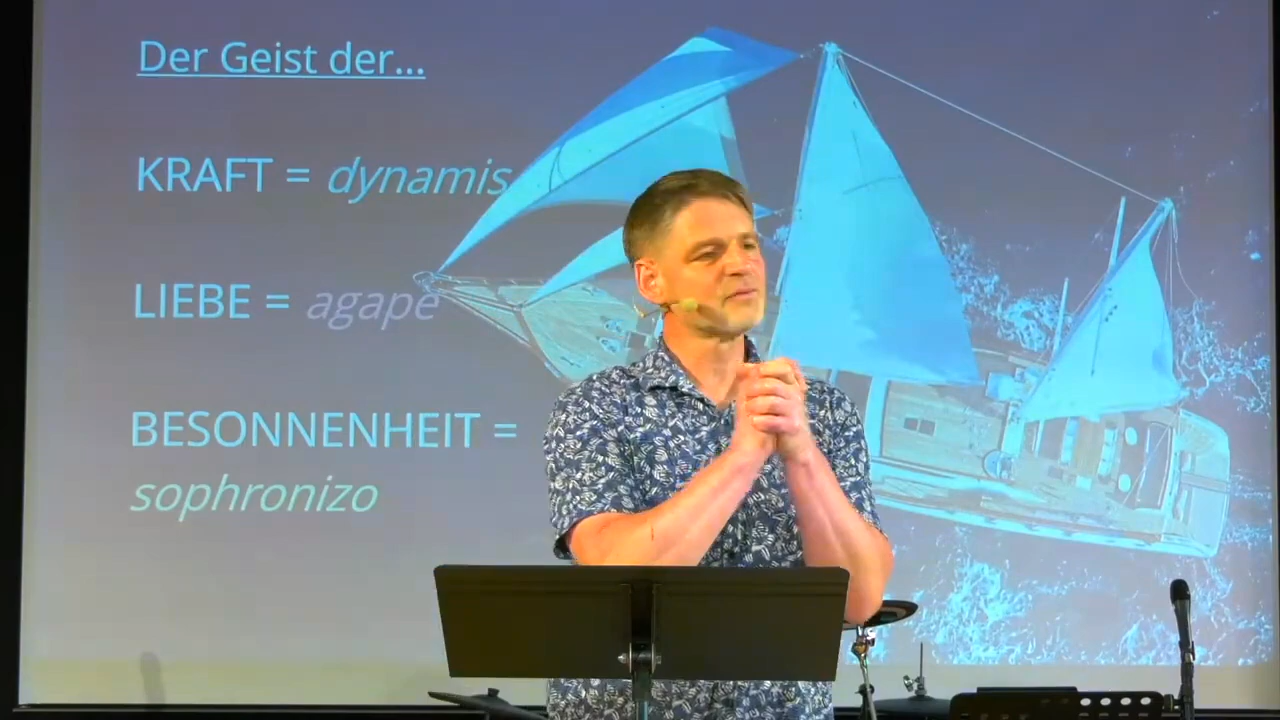 Der Geist der...
KRAFT = dynamis
LIEBE = agape
BESONNENHEIT =
sophronizo